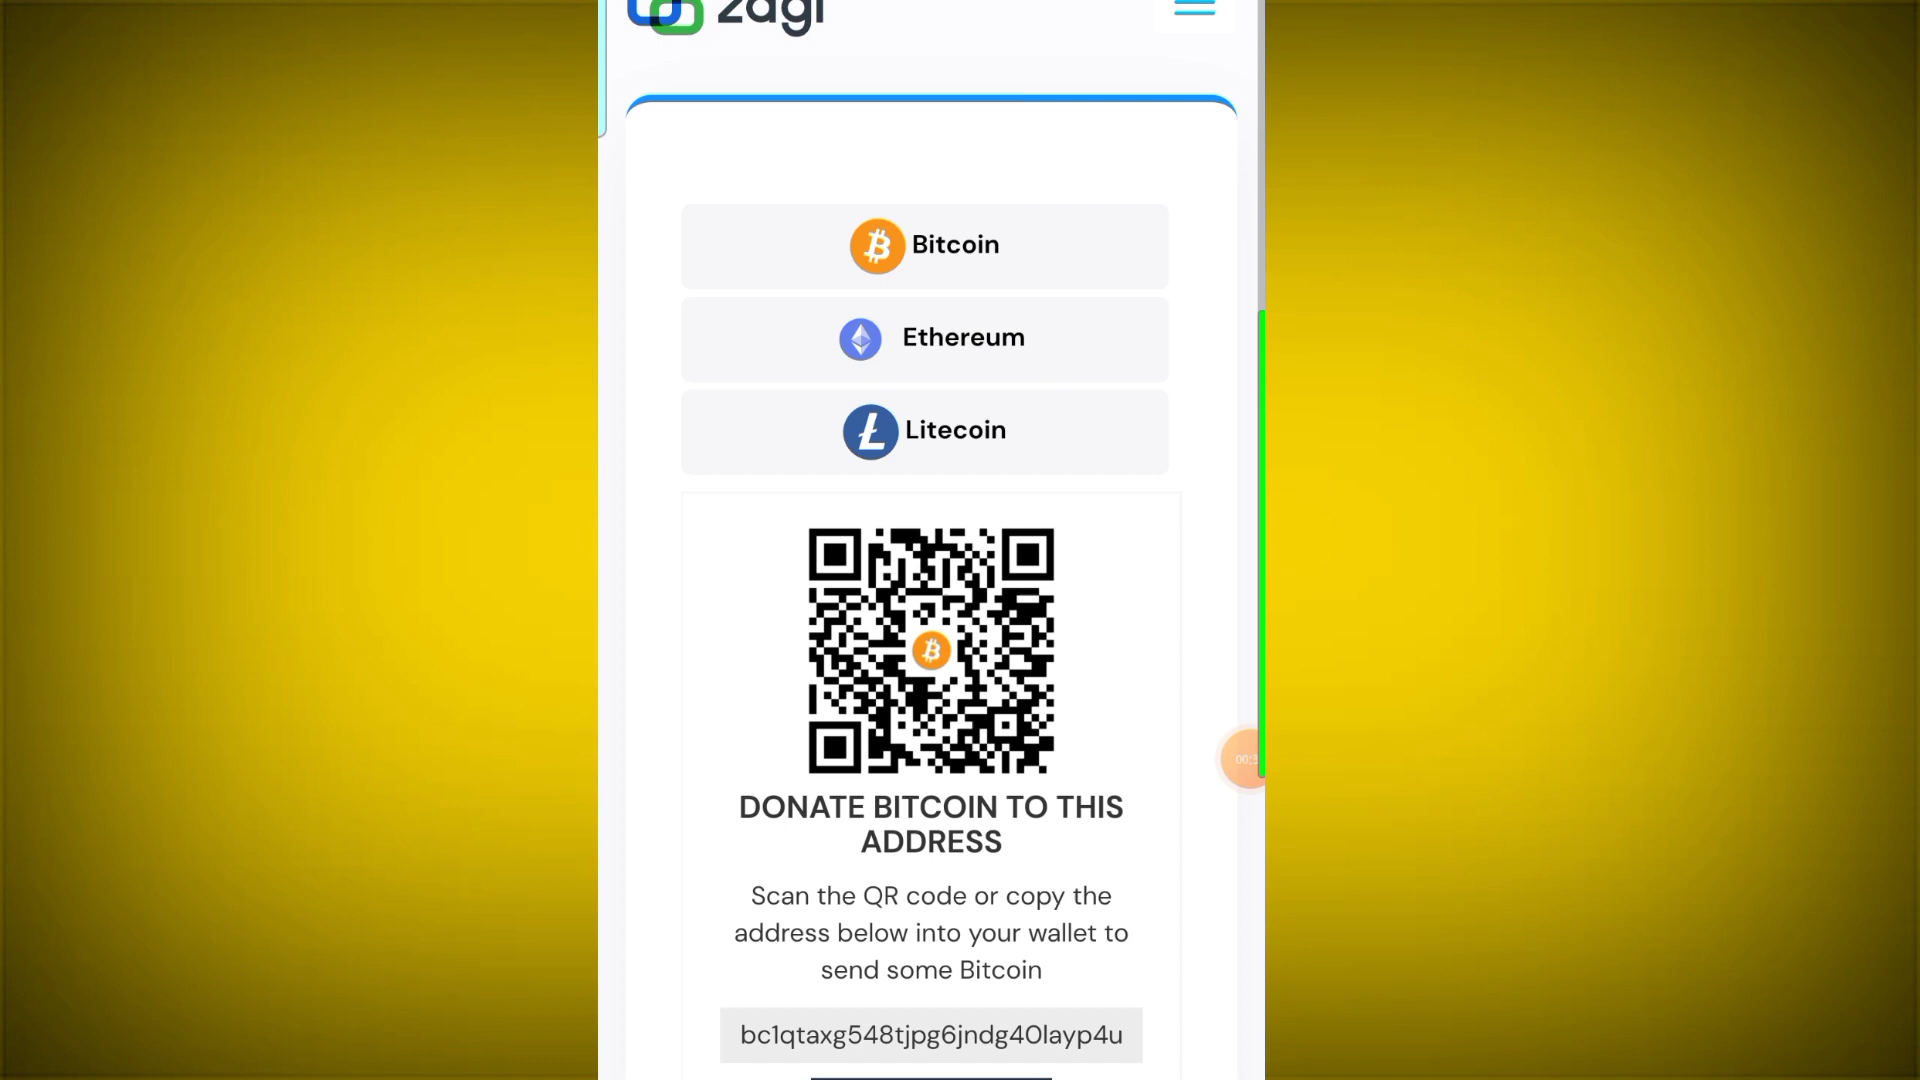 zagl
Bitcoin
Ethereum
Litecoin
DONATE BITCOIN TO THIS
ADDRESS
Scan the QR code or copy the
address below into your wallet to
send some Bitcoin
bc1qtaxg548tjpg6jndg40layp4u